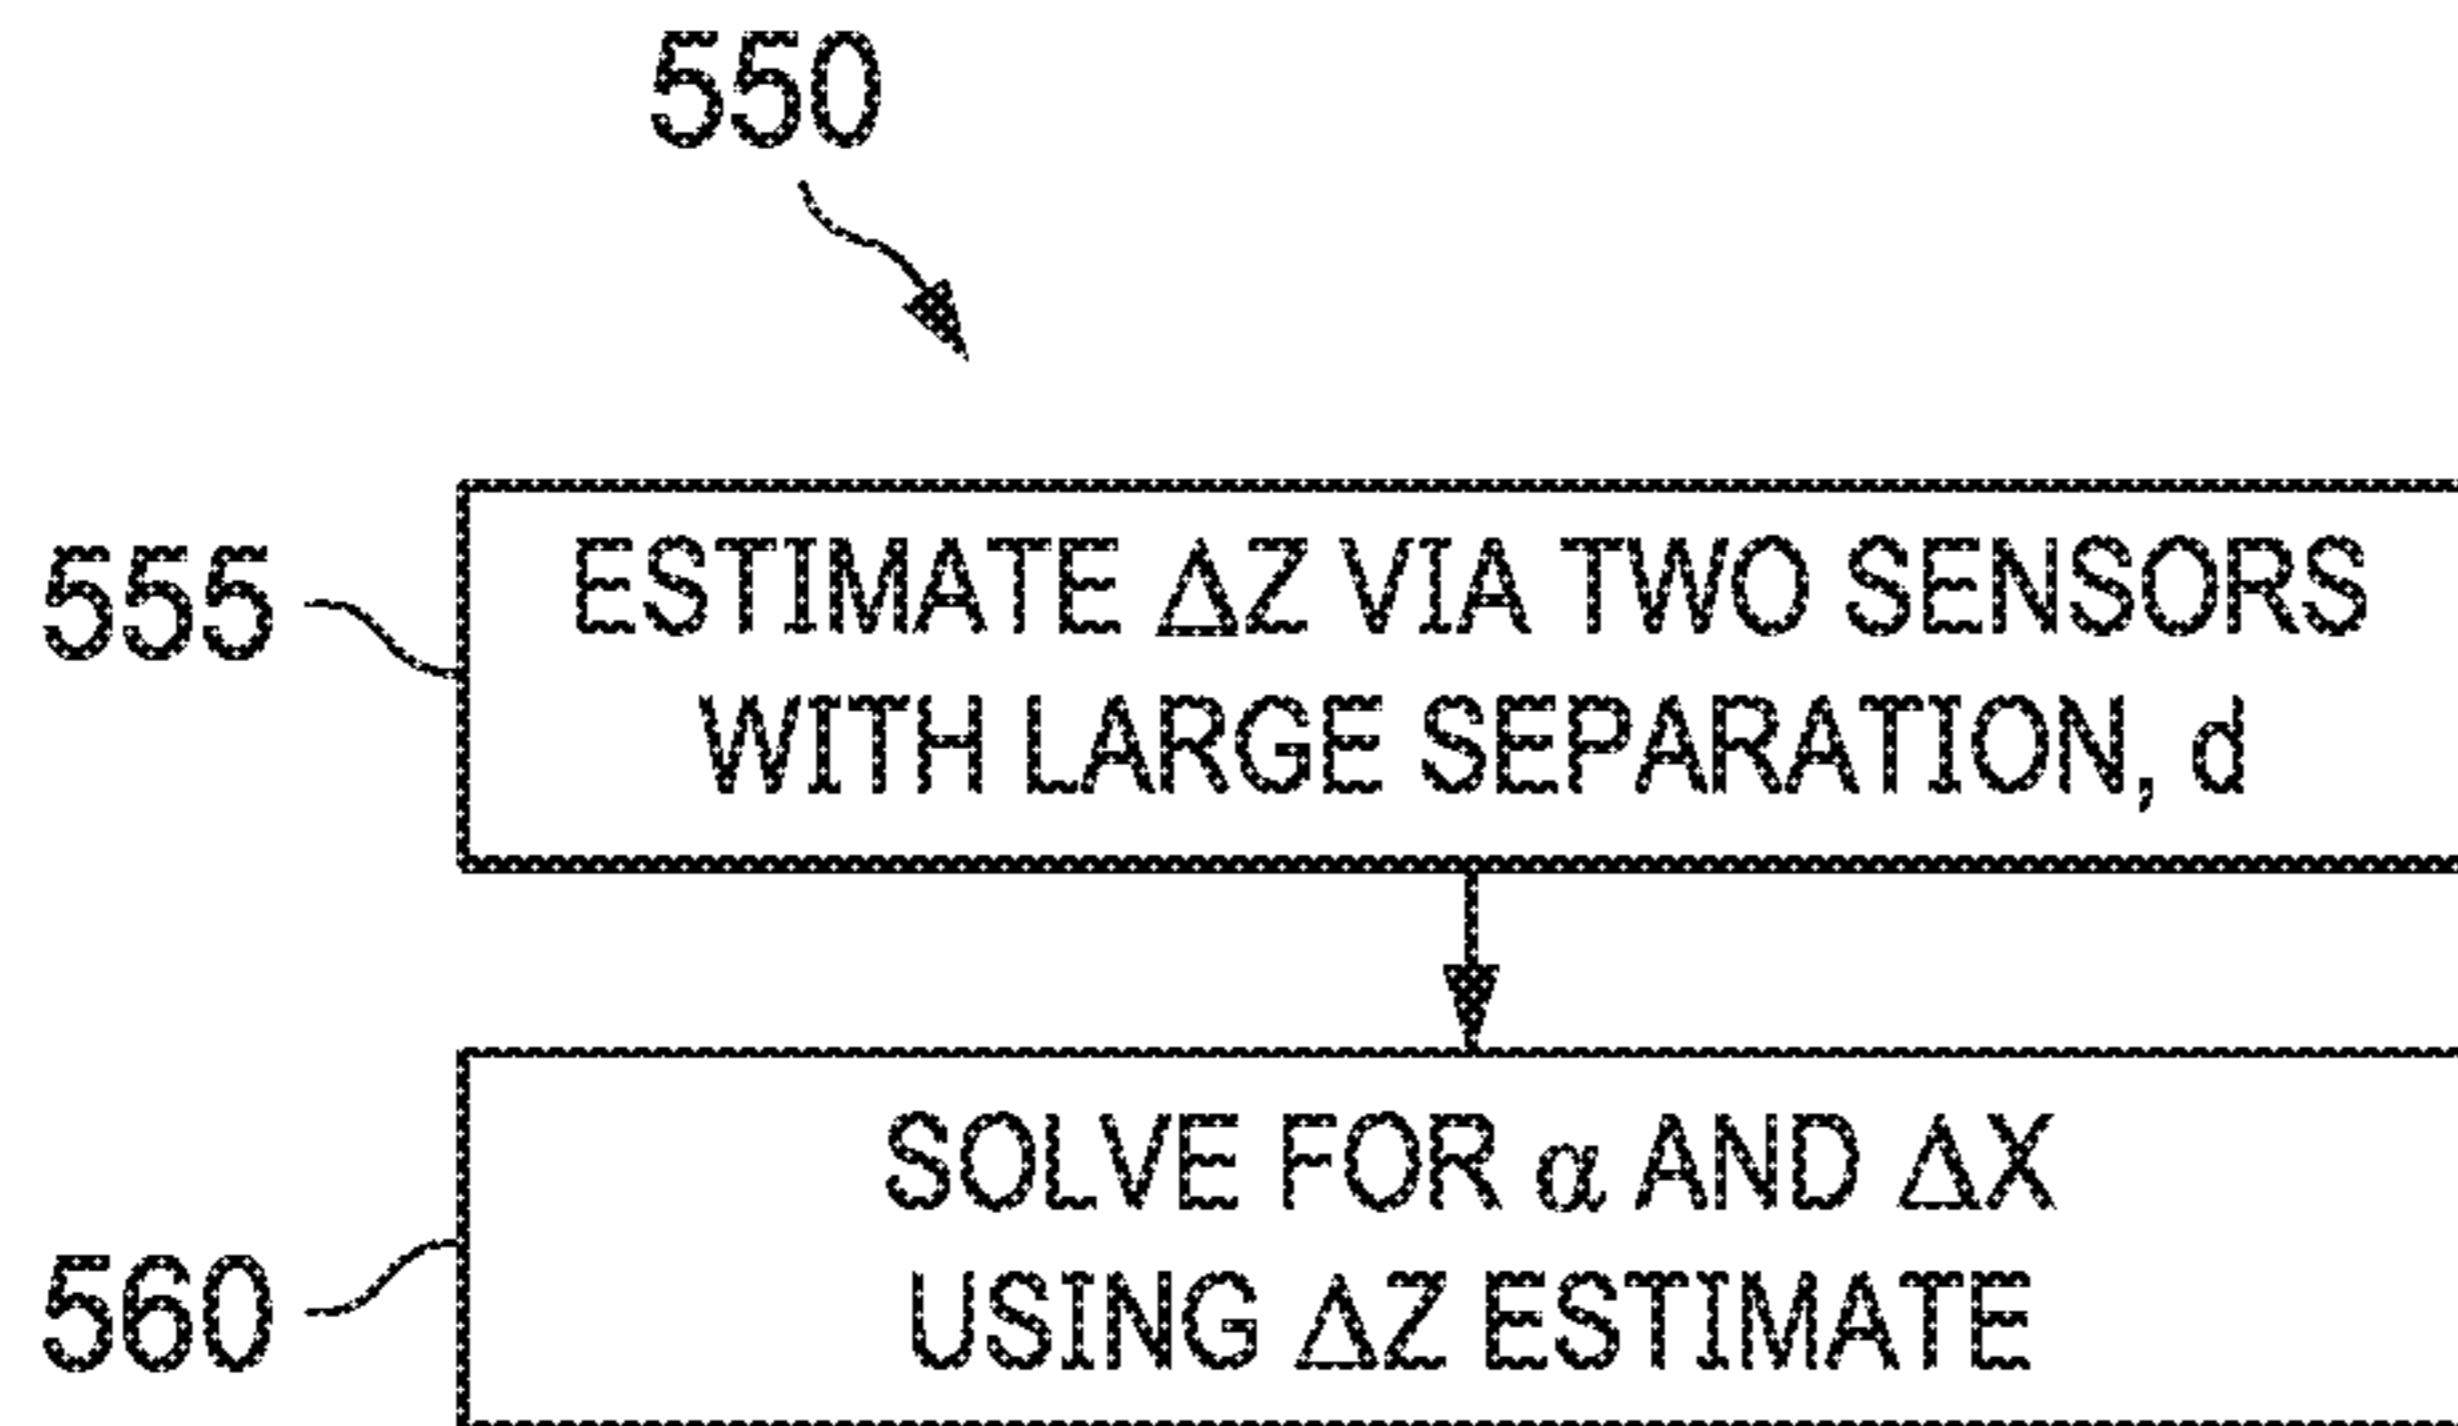 550
555
ESTIMATE ΔZ VIA TWO SENSORS
WITH LARGE SEPARATION, d
560
SOLVE FOR α AND ΔX
USING ΔZ ESTIMATE